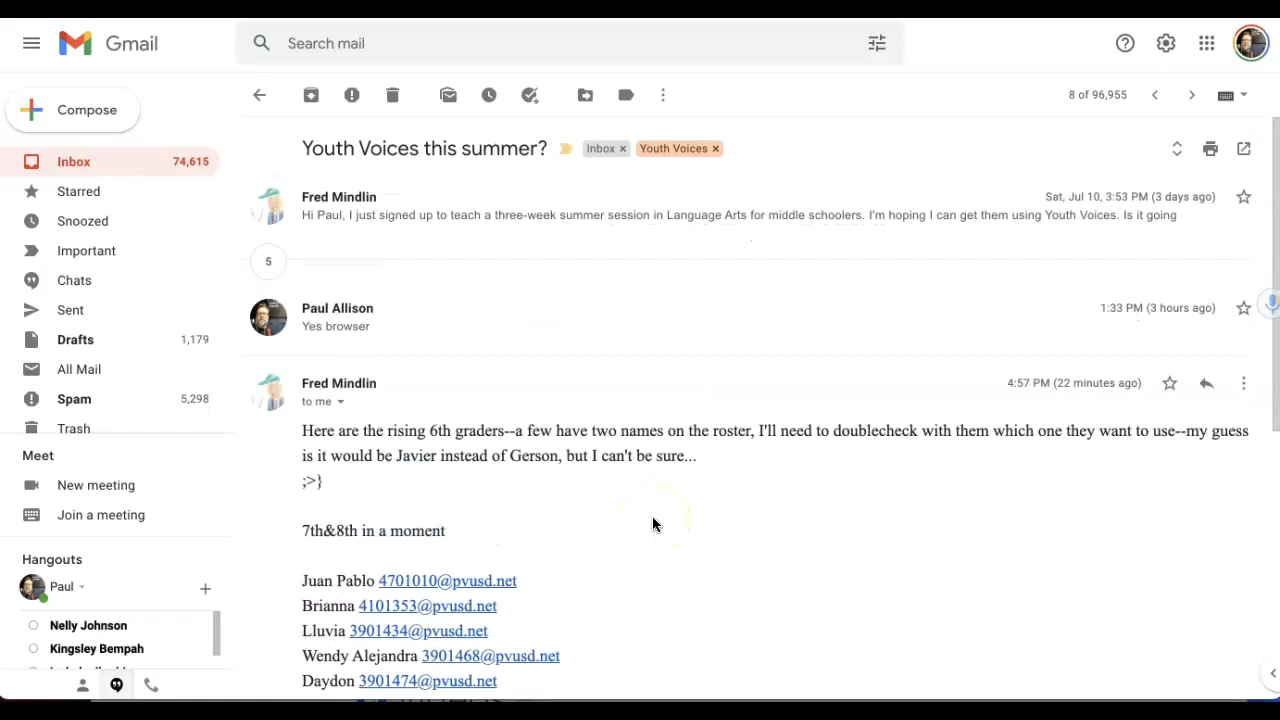 Gmail
Search mail
Compose
8 of 96,955
Inbox 74,615
Starred
Snoozed
Important
Chats
Sent
Drafts 1,179
All Mail
Spam 5,298
Trash
Meet
New meeting
Join a meeting
Hangouts
Paul
Nelly Johnson
Kingsley Bempah
Youth Voices this summer? Inbox × Youth Voices ×
Fred Mindlin Sat, Jul 10, 3:53 PM (3 days ago)
Hi Paul, I just signed up to teach a three-week summer session in Language Arts for middle schoolers. I'm hoping I can get them using Youth Voices. Is it going
5
Paul Allison 1:33 PM (3 hours ago)
Yes browser
Fred Mindlin 4:57 PM (22 minutes ago)
to me
Here are the rising 6th graders--a few have two names on the roster, I'll need to doublecheck with them which one they want to use--my guess
is it would be Javier instead of Gerson, but I can't be sure...
;>}
7th&8th in a moment
Juan Pablo 4701010@pvusd.net
Brianna 4101353@pvusd.net
Lluvia 3901434@pvusd.net
Wendy Alejandra 3901468@pvusd.net
Daydon 3901474@pvusd.net